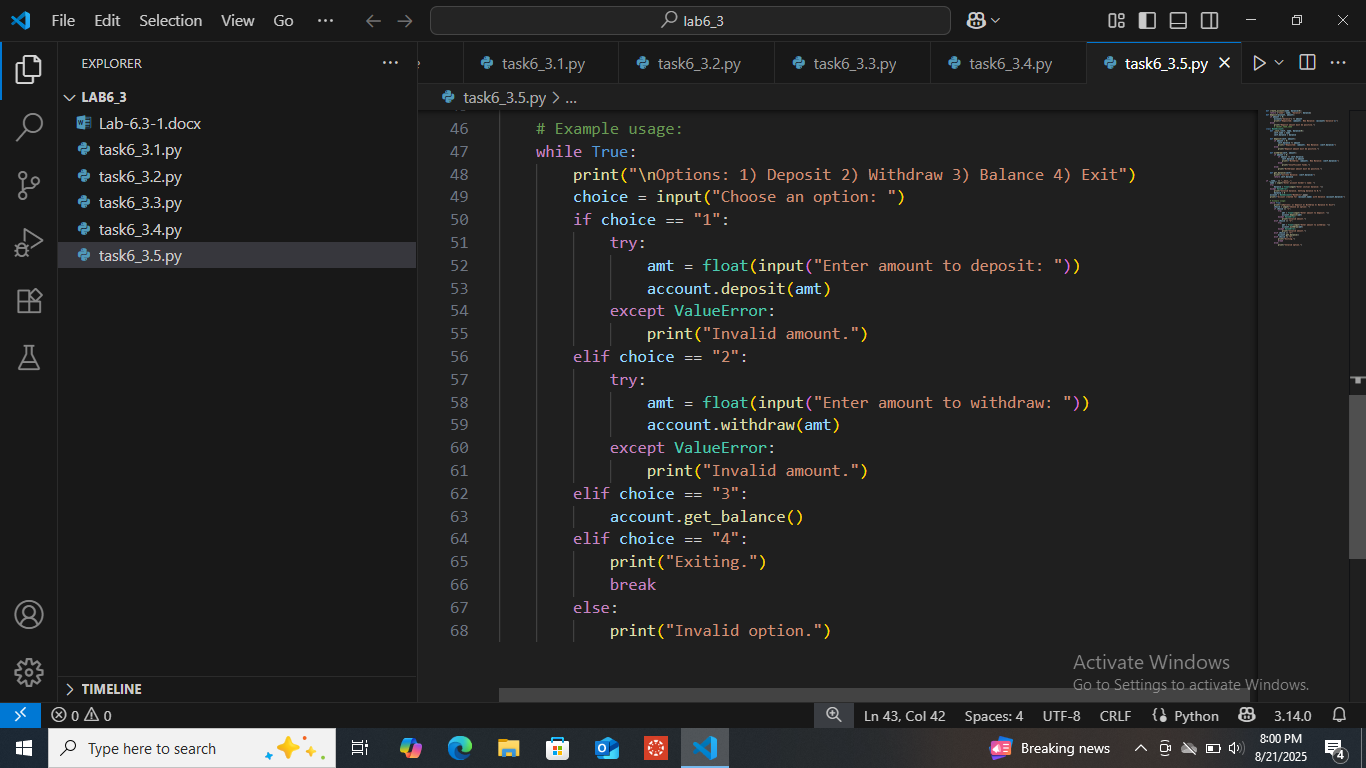 File Edit Selection View Go ··· lab6_3
EXPLORER ···
LAB6_3
Lab-6.3-1.docx
task6_3.1.py
task6_3.2.py
task6_3.3.py
task6_3.4.py
task6_3.5.py
TIMELINE
task6_3.1.py task6_3.2.py task6_3.3.py task6_3.4.py task6_3.5.py
task6_3.5.py > ...
46 # Example usage:
47 while True:
48 print("\nOptions: 1) Deposit 2) Withdraw 3) Balance 4) Exit")
49 choice = input("Choose an option: ")
50 if choice == "1":
51 try:
52 amt = float(input("Enter amount to deposit: "))
53 account.deposit(amt)
54 except ValueError:
55 print("Invalid amount.")
56 elif choice == "2":
57 try:
58 amt = float(input("Enter amount to withdraw: "))
59 account.withdraw(amt)
60 except ValueError:
61 print("Invalid amount.")
62 elif choice == "3":
63 account.get_balance()
64 elif choice == "4":
65 print("Exiting.")
66 break
67 else:
68 print("Invalid option.")
Activate Windows
Go to Settings to activate Windows.
0 0 Ln 43, Col 42 Spaces: 4 UTF-8 CRLF {} Python 3.14.0
Type here to search Breaking news 8:00 PM
8/21/2025 4